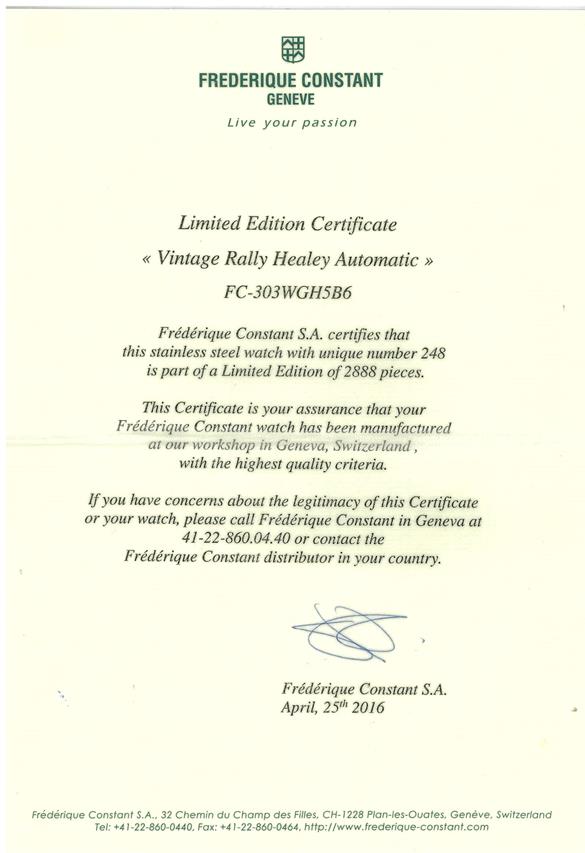 FREDERIQUE CONSTANT
GENEVE
Live your passion
Limited Edition Certificate
« Vintage Rally Healey Automatic »
FC-303WGH5B6
Frédérique Constant S.A. certifies that
this stainless steel watch with unique number 248
is part of a Limited Edition of 2888 pieces.
This Certificate is your assurance that your
Frédérique Constant watch has been manufactured
at our workshop in Geneva, Switzerland ,
with the highest quality criteria.
If you have concerns about the legitimacy of this Certificate
or your watch, please call Frédérique Constant in Geneva at
41-22-860.04.40 or contact the
Frédérique Constant distributor in your country.
Frédérique Constant S.A.
April, 25th 2016
Frédérique Constant S.A., 32 Chemin du Champ des Filles, CH-1228 Plan-les-Ouates, Genève, Switzerland
Tel: +41-22-860-0440, Fax: +41-22-860-0464, http://www.frederique-constant.com